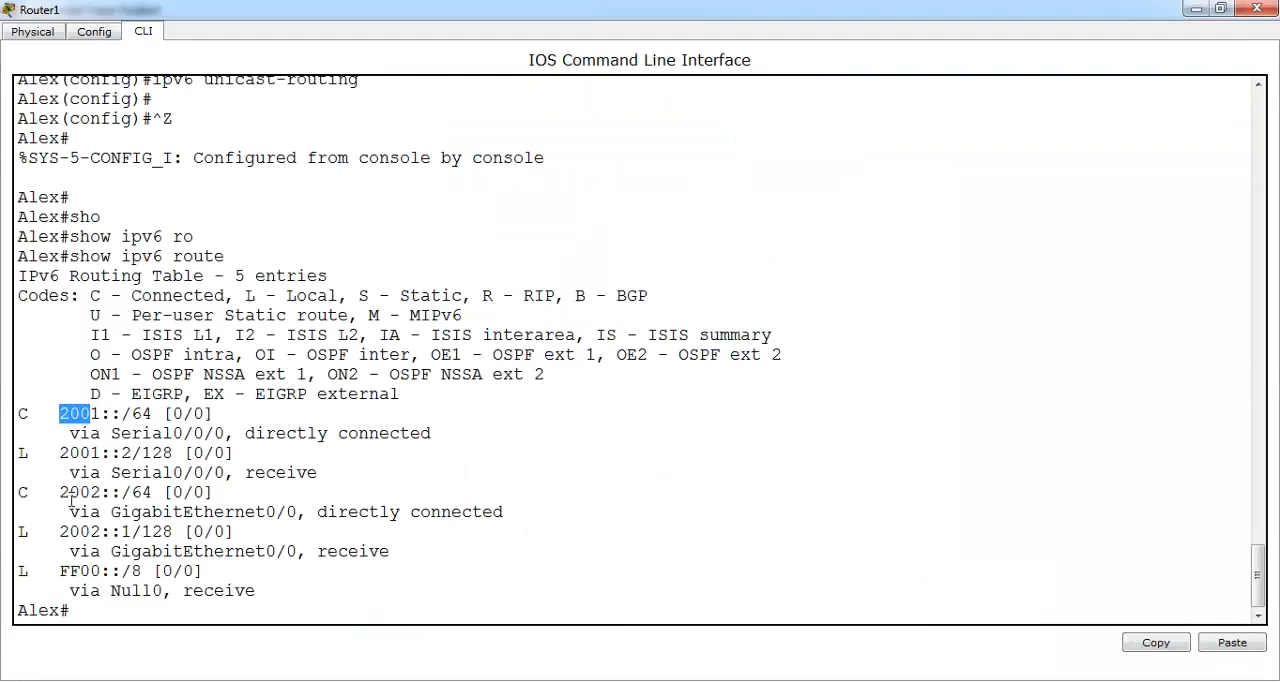 Router1
Physical
Config
CLI
IOS Command Line Interface
Alex(config)#ipv6 unicast-routing
Alex(config)#
Alex(config)#^Z
Alex#
%SYS-5-CONFIG_I: Configured from console by console
Alex#
Alex#sho
Alex#show ipv6 ro
Alex#show ipv6 route
IPv6 Routing Table - 5 entries
Codes: C - Connected, L - Local, S - Static, R - RIP, B - BGP
U - Per-user Static route, M - MIPv6
I1 - ISIS L1, I2 - ISIS L2, IA - ISIS interarea, IS - ISIS summary
O - OSPF intra, OI - OSPF inter, OE1 - OSPF ext 1, OE2 - OSPF ext 2
ON1 - OSPF NSSA ext 1, ON2 - OSPF NSSA ext 2
D - EIGRP, EX - EIGRP external
C 2001::/64 [0/0]
via Serial0/0/0, directly connected
L 2001::2/128 [0/0]
via Serial0/0/0, receive
C 2002::/64 [0/0]
via GigabitEthernet0/0, directly connected
L 2002::1/128 [0/0]
via GigabitEthernet0/0, receive
L FF00::/8 [0/0]
via Null0, receive
Alex#
Copy
Paste